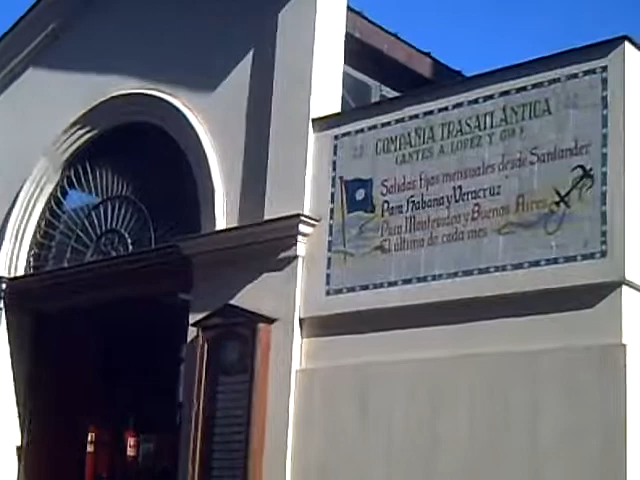 COMPAÑIA TRASATLÁNTICA
(ANTES A. LOPEZ Y Cia)
Salidas fijas mensuales desde Santander
Para Habana y Veracruz
Para Montevideo y Buenos Aires
El último de cada mes